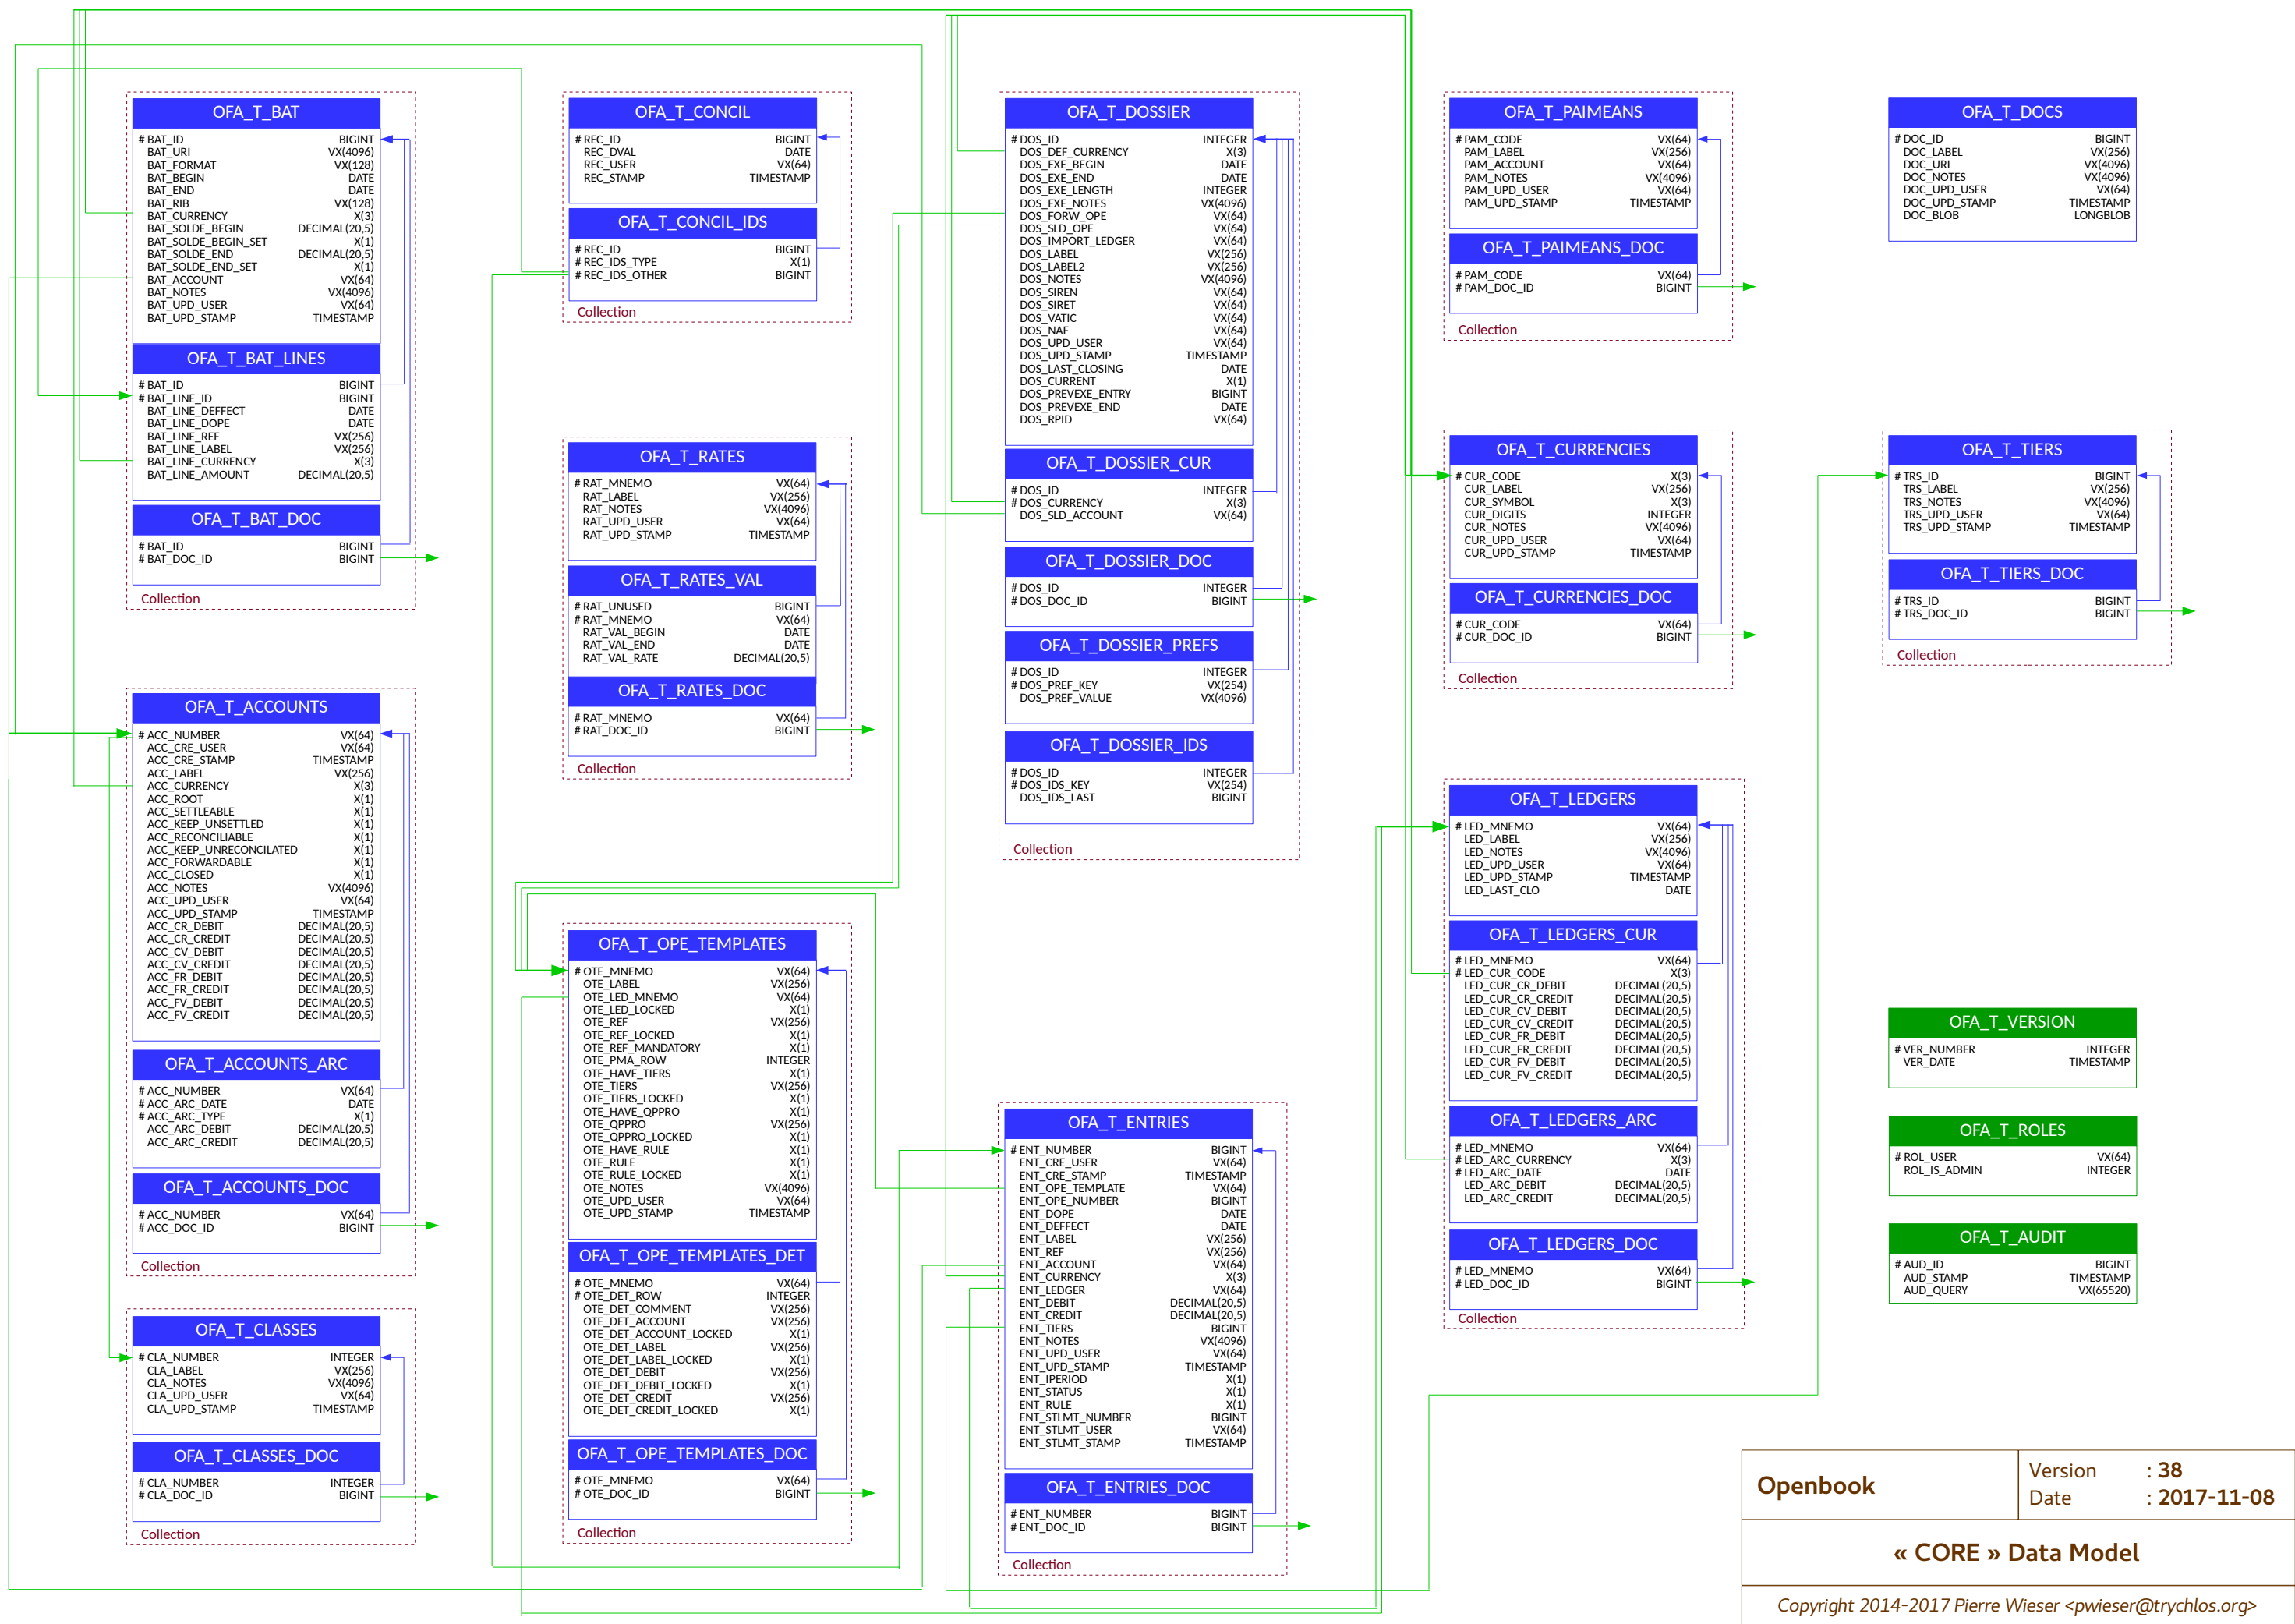 OFA_T_BAT
# BAT_ID BIGINT
BAT_URI VX(4096)
BAT_FORMAT VX(128)
BAT_BEGIN DATE
BAT_END DATE
BAT_RIB VX(128)
BAT_CURRENCY X(3)
BAT_SOLDE_BEGIN DECIMAL(20,5)
BAT_SOLDE_BEGIN_SET X(1)
BAT_SOLDE_END DECIMAL(20,5)
BAT_SOLDE_END_SET X(1)
BAT_ACCOUNT VX(64)
BAT_NOTES VX(4096)
BAT_UPD_USER VX(64)
BAT_UPD_STAMP TIMESTAMP
OFA_T_BAT_LINES
# BAT_ID BIGINT
# BAT_LINE_ID BIGINT
BAT_LINE_DEFFECT DATE
BAT_LINE_DOPE DATE
BAT_LINE_REF VX(256)
BAT_LINE_LABEL VX(256)
BAT_LINE_CURRENCY X(3)
BAT_LINE_AMOUNT DECIMAL(20,5)
OFA_T_BAT_DOC
# BAT_ID BIGINT
# BAT_DOC_ID BIGINT
Collection
OFA_T_ACCOUNTS
# ACC_NUMBER VX(64)
ACC_CRE_USER VX(64)
ACC_CRE_STAMP TIMESTAMP
ACC_LABEL VX(256)
ACC_CURRENCY X(3)
ACC_ROOT X(1)
ACC_SETTLEABLE X(1)
ACC_KEEP_UNSETTLED X(1)
ACC_RECONCILIABLE X(1)
ACC_KEEP_UNRECONCILATED X(1)
ACC_FORWARDABLE X(1)
ACC_CLOSED X(1)
ACC_NOTES VX(4096)
ACC_UPD_USER VX(64)
ACC_UPD_STAMP TIMESTAMP
ACC_CR_DEBIT DECIMAL(20,5)
ACC_CR_CREDIT DECIMAL(20,5)
ACC_CV_DEBIT DECIMAL(20,5)
ACC_CV_CREDIT DECIMAL(20,5)
ACC_FR_DEBIT DECIMAL(20,5)
ACC_FR_CREDIT DECIMAL(20,5)
ACC_FV_DEBIT DECIMAL(20,5)
ACC_FV_CREDIT DECIMAL(20,5)
OFA_T_ACCOUNTS_ARC
# ACC_NUMBER VX(64)
# ACC_ARC_DATE DATE
# ACC_ARC_TYPE X(1)
ACC_ARC_DEBIT DECIMAL(20,5)
ACC_ARC_CREDIT DECIMAL(20,5)
OFA_T_ACCOUNTS_DOC
# ACC_NUMBER VX(64)
# ACC_DOC_ID BIGINT
Collection
OFA_T_CLASSES
# CLA_NUMBER INTEGER
CLA_LABEL VX(256)
CLA_NOTES VX(4096)
CLA_UPD_USER VX(64)
CLA_UPD_STAMP TIMESTAMP
OFA_T_CLASSES_DOC
# CLA_NUMBER INTEGER
# CLA_DOC_ID BIGINT
Collection
OFA_T_CONCIL
# REC_ID BIGINT
REC_DVAL DATE
REC_USER VX(64)
REC_STAMP TIMESTAMP
OFA_T_CONCIL_IDS
# REC_ID BIGINT
# REC_IDS_TYPE X(1)
# REC_IDS_OTHER BIGINT
Collection
OFA_T_RATES
# RAT_MNEMO VX(64)
RAT_LABEL VX(256)
RAT_NOTES VX(4096)
RAT_UPD_USER VX(64)
RAT_UPD_STAMP TIMESTAMP
OFA_T_RATES_VAL
# RAT_UNUSED BIGINT
# RAT_MNEMO VX(64)
RAT_VAL_BEGIN DATE
RAT_VAL_END DATE
RAT_VAL_RATE DECIMAL(20,5)
OFA_T_RATES_DOC
# RAT_MNEMO VX(64)
# RAT_DOC_ID BIGINT
Collection
OFA_T_OPE_TEMPLATES
# OTE_MNEMO VX(64)
OTE_LABEL VX(256)
OTE_LED_MNEMO VX(64)
OTE_LED_LOCKED X(1)
OTE_REF VX(256)
OTE_REF_LOCKED X(1)
OTE_REF_MANDATORY X(1)
OTE_PMA_ROW INTEGER
OTE_HAVE_TIERS X(1)
OTE_TIERS VX(256)
OTE_TIERS_LOCKED X(1)
OTE_HAVE_QPPRO X(1)
OTE_QPPRO VX(256)
OTE_QPPRO_LOCKED X(1)
OTE_HAVE_RULE X(1)
OTE_RULE X(1)
OTE_RULE_LOCKED X(1)
OTE_NOTES VX(4096)
OTE_UPD_USER VX(64)
OTE_UPD_STAMP TIMESTAMP
OFA_T_OPE_TEMPLATES_DET
# OTE_MNEMO VX(64)
# OTE_DET_ROW INTEGER
OTE_DET_COMMENT VX(256)
OTE_DET_ACCOUNT VX(256)
OTE_DET_ACCOUNT_LOCKED X(1)
OTE_DET_LABEL VX(256)
OTE_DET_LABEL_LOCKED X(1)
OTE_DET_DEBIT VX(256)
OTE_DET_DEBIT_LOCKED X(1)
OTE_DET_CREDIT VX(256)
OTE_DET_CREDIT_LOCKED X(1)
OFA_T_OPE_TEMPLATES_DOC
# OTE_MNEMO VX(64)
# OTE_DOC_ID BIGINT
Collection
OFA_T_DOSSIER
# DOS_ID INTEGER
DOS_DEF_CURRENCY X(3)
DOS_EXE_BEGIN DATE
DOS_EXE_END DATE
DOS_EXE_LENGTH INTEGER
DOS_EXE_NOTES VX(4096)
DOS_FORW_OPE VX(64)
DOS_SLD_OPE VX(64)
DOS_IMPORT_LEDGER VX(64)
DOS_LABEL VX(256)
DOS_LABEL2 VX(256)
DOS_NOTES VX(4096)
DOS_SIREN VX(64)
DOS_SIRET VX(64)
DOS_VATIC VX(64)
DOS_NAF VX(64)
DOS_UPD_USER VX(64)
DOS_UPD_STAMP TIMESTAMP
DOS_LAST_CLOSING DATE
DOS_CURRENT X(1)
DOS_PREVEXE_ENTRY BIGINT
DOS_PREVEXE_END DATE
DOS_RPID VX(64)
OFA_T_DOSSIER_CUR
# DOS_ID INTEGER
# DOS_CURRENCY X(3)
DOS_SLD_ACCOUNT VX(64)
OFA_T_DOSSIER_DOC
# DOS_ID INTEGER
# DOS_DOC_ID BIGINT
OFA_T_DOSSIER_PREFS
# DOS_ID INTEGER
# DOS_PREF_KEY VX(254)
DOS_PREF_VALUE VX(4096)
OFA_T_DOSSIER_IDS
# DOS_ID INTEGER
# DOS_IDS_KEY VX(254)
DOS_IDS_LAST BIGINT
Collection
OFA_T_ENTRIES
# ENT_NUMBER BIGINT
ENT_CRE_USER VX(64)
ENT_CRE_STAMP TIMESTAMP
ENT_OPE_TEMPLATE VX(64)
ENT_OPE_NUMBER BIGINT
ENT_DOPE DATE
ENT_DEFFECT DATE
ENT_LABEL VX(256)
ENT_REF VX(256)
ENT_ACCOUNT VX(64)
ENT_CURRENCY X(3)
ENT_LEDGER VX(64)
ENT_DEBIT DECIMAL(20,5)
ENT_CREDIT DECIMAL(20,5)
ENT_TIERS BIGINT
ENT_NOTES VX(4096)
ENT_UPD_USER VX(64)
ENT_UPD_STAMP TIMESTAMP
ENT_IPERIOD X(1)
ENT_STATUS X(1)
ENT_RULE X(1)
ENT_STLMT_NUMBER BIGINT
ENT_STLMT_USER VX(64)
ENT_STLMT_STAMP TIMESTAMP
OFA_T_ENTRIES_DOC
# ENT_NUMBER BIGINT
# ENT_DOC_ID BIGINT
Collection
OFA_T_PAIMEANS
# PAM_CODE VX(64)
PAM_LABEL VX(256)
PAM_ACCOUNT VX(64)
PAM_NOTES VX(4096)
PAM_UPD_USER VX(64)
PAM_UPD_STAMP TIMESTAMP
OFA_T_PAIMEANS_DOC
# PAM_CODE VX(64)
# PAM_DOC_ID BIGINT
Collection
OFA_T_CURRENCIES
# CUR_CODE X(3)
CUR_LABEL VX(256)
CUR_SYMBOL X(3)
CUR_DIGITS INTEGER
CUR_NOTES VX(4096)
CUR_UPD_USER VX(64)
CUR_UPD_STAMP TIMESTAMP
OFA_T_CURRENCIES_DOC
# CUR_CODE VX(64)
# CUR_DOC_ID BIGINT
Collection
OFA_T_LEDGERS
# LED_MNEMO VX(64)
LED_LABEL VX(256)
LED_NOTES VX(4096)
LED_UPD_USER VX(64)
LED_UPD_STAMP TIMESTAMP
LED_LAST_CLO DATE
OFA_T_LEDGERS_CUR
# LED_MNEMO VX(64)
# LED_CUR_CODE X(3)
LED_CUR_CR_DEBIT DECIMAL(20,5)
LED_CUR_CR_CREDIT DECIMAL(20,5)
LED_CUR_CV_DEBIT DECIMAL(20,5)
LED_CUR_CV_CREDIT DECIMAL(20,5)
LED_CUR_FR_DEBIT DECIMAL(20,5)
LED_CUR_FR_CREDIT DECIMAL(20,5)
LED_CUR_FV_DEBIT DECIMAL(20,5)
LED_CUR_FV_CREDIT DECIMAL(20,5)
OFA_T_LEDGERS_ARC
# LED_MNEMO VX(64)
# LED_ARC_CURRENCY X(3)
# LED_ARC_DATE DATE
LED_ARC_DEBIT DECIMAL(20,5)
LED_ARC_CREDIT DECIMAL(20,5)
OFA_T_LEDGERS_DOC
# LED_MNEMO VX(64)
# LED_DOC_ID BIGINT
Collection
OFA_T_DOCS
# DOC_ID BIGINT
DOC_LABEL VX(256)
DOC_URI VX(4096)
DOC_NOTES VX(4096)
DOC_UPD_USER VX(64)
DOC_UPD_STAMP TIMESTAMP
DOC_BLOB LONGBLOB
OFA_T_TIERS
# TRS_ID BIGINT
TRS_LABEL VX(256)
TRS_NOTES VX(4096)
TRS_UPD_USER VX(64)
TRS_UPD_STAMP TIMESTAMP
OFA_T_TIERS_DOC
# TRS_ID BIGINT
# TRS_DOC_ID BIGINT
Collection
OFA_T_VERSION
# VER_NUMBER INTEGER
VER_DATE TIMESTAMP
OFA_T_ROLES
# ROL_USER VX(64)
ROL_IS_ADMIN INTEGER
OFA_T_AUDIT
# AUD_ID BIGINT
AUD_STAMP TIMESTAMP
AUD_QUERY VX(65520)
Openbook
Version : 38
Date : 2017-11-08
« CORE » Data Model
Copyright 2014-2017 Pierre Wieser <pwieser@trychlos.org>